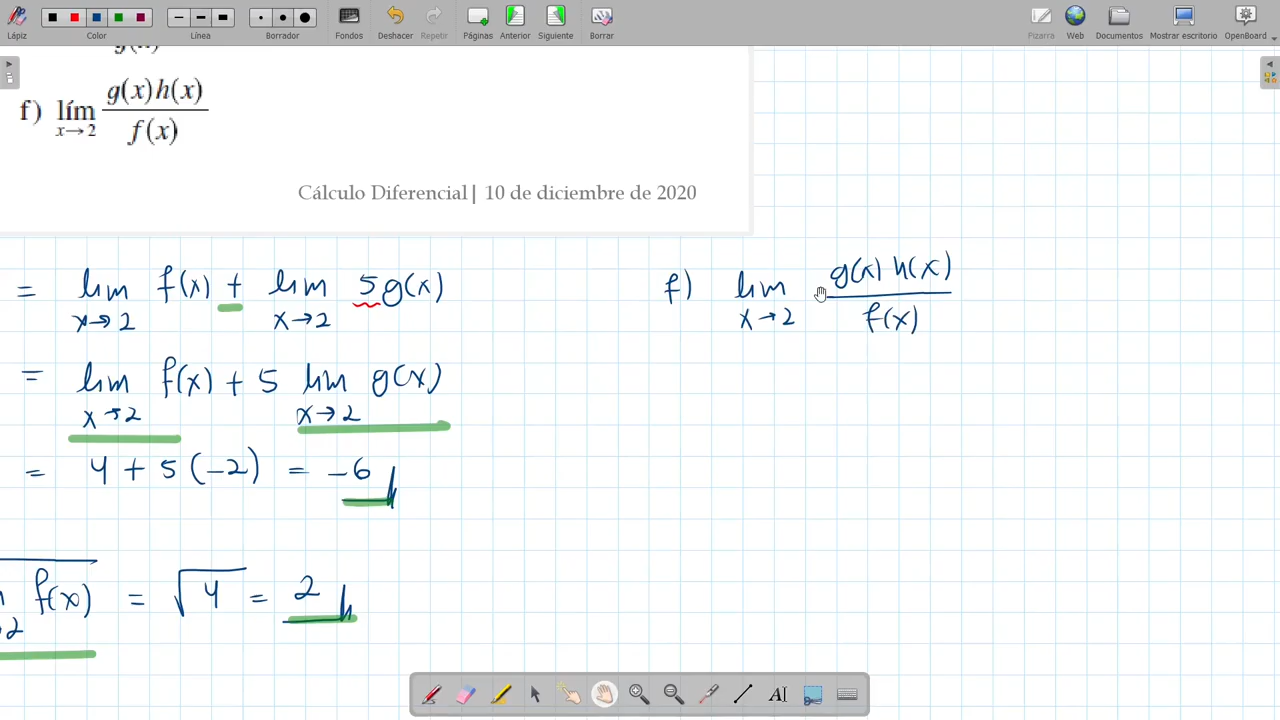 Lápiz Color Línea Borrador Fondos Deshacer Repetir Páginas Anterior Siguiente Borrar Pizarra Web Documentos Mostrar escritorio OpenBoard
f) lím x→2 g(x)h(x) / f(x)
Cálculo Diferencial| 10 de diciembre de 2020
= lim x→2 f(x) + lim x→2 5g(x)
= lim x→2 f(x) + 5 lim x→2 g(x)
= 4 + 5(-2) = -6
f(x) = √4 = 2
f) lim x→2 g(x) h(x) / f(x)